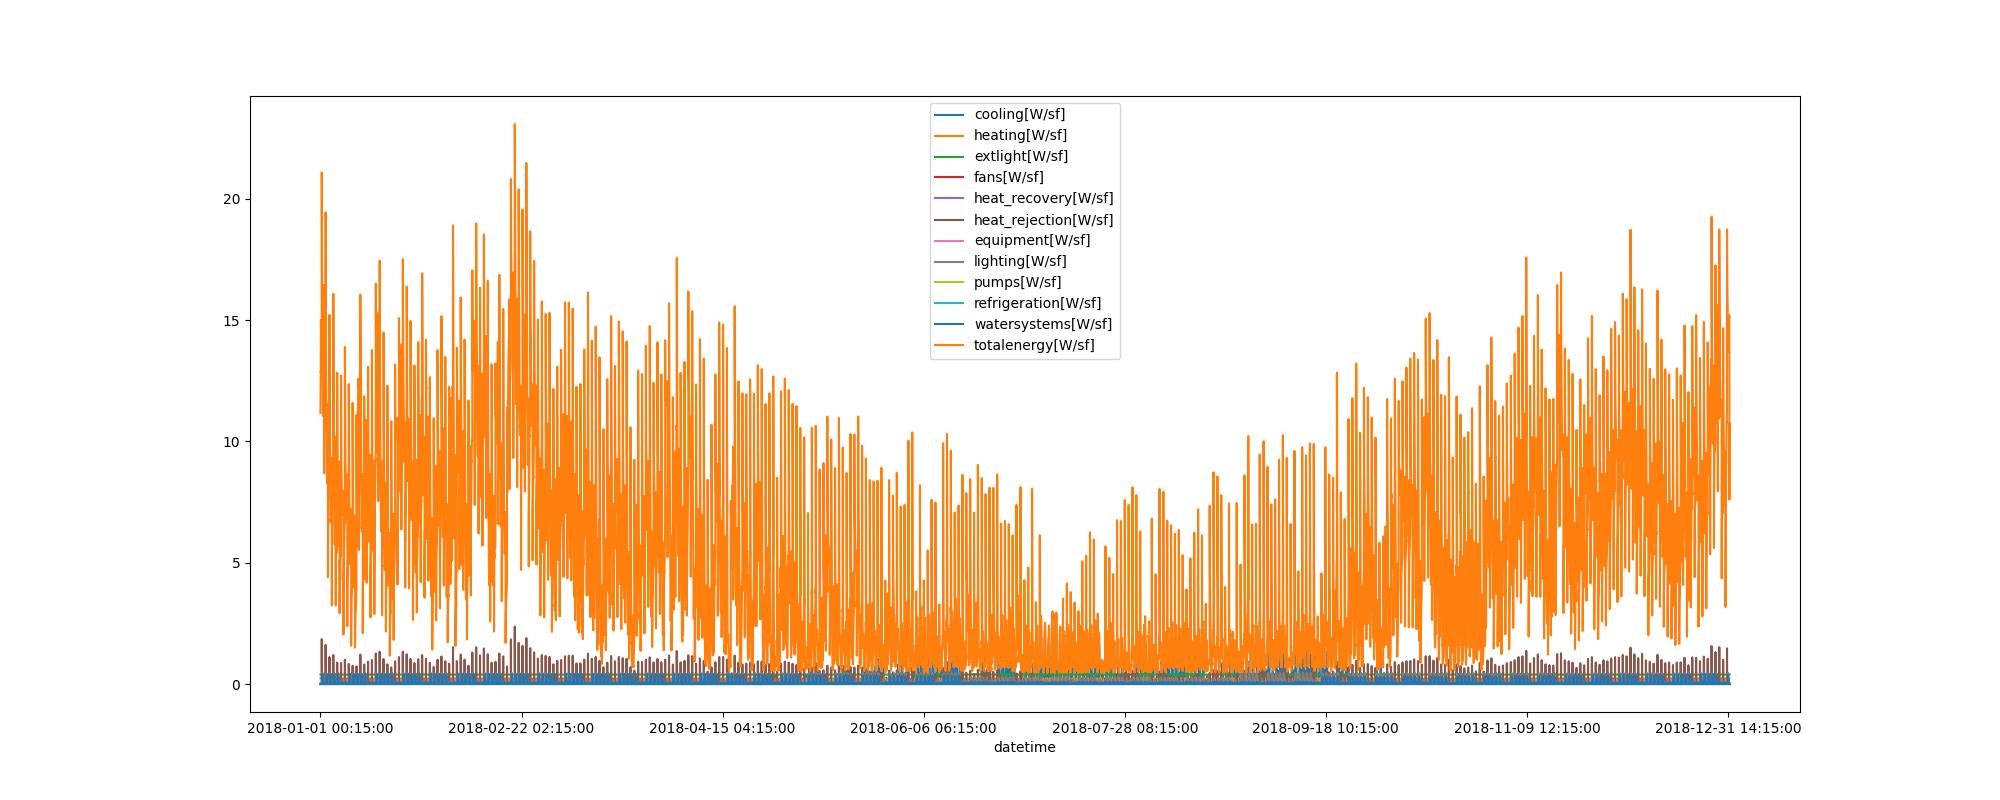 cooling[W/sf]
heating[W/sf]
extlight[W/sf]
fans[W/sf]
heat_recovery[W/sf]
heat_rejection[W/sf]
equipment[W/sf]
lighting[W/sf]
pumps[W/sf]
refrigeration[W/sf]
watersystems[W/sf]
totalenergy[W/sf]
20
15
10
5
0
2018-01-01 00:15:00 2018-02-22 02:15:00 2018-04-15 04:15:00 2018-06-06 06:15:00 2018-07-28 08:15:00 2018-09-18 10:15:00 2018-11-09 12:15:00 2018-12-31 14:15:00
datetime